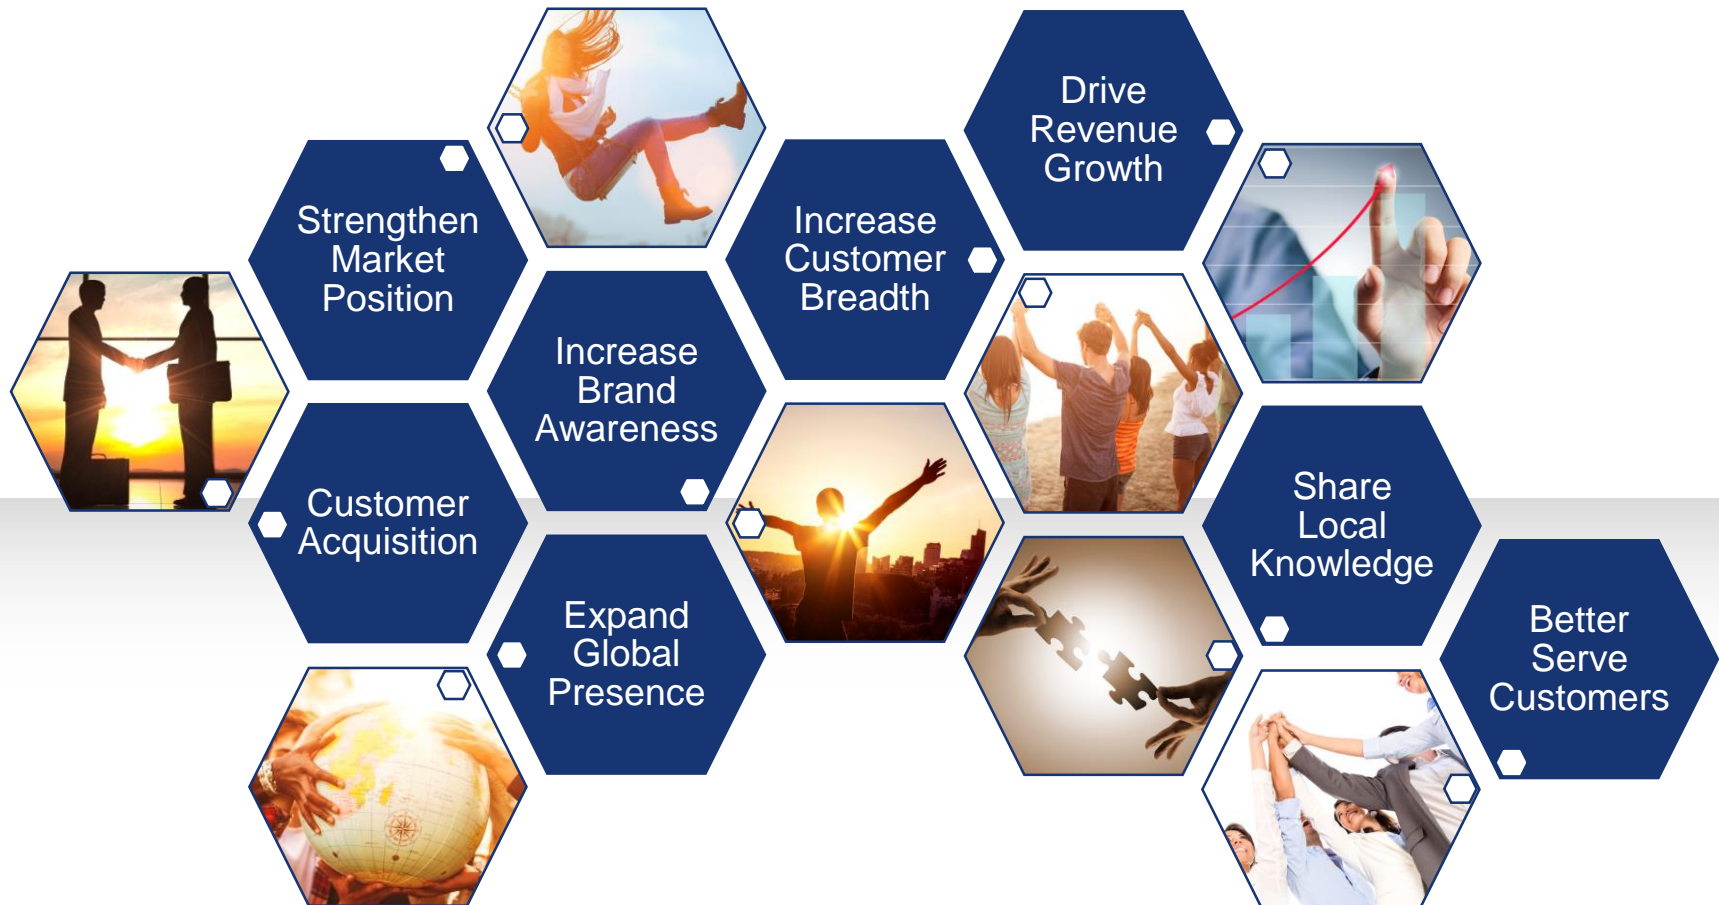 Drive
Revenue
Growth
Strengthen
Market
Position
Increase
Customer
Breadth
Increase
Brand
Awareness
Customer
Acquisition
Share
Local
Knowledge
Expand
Global
Presence
Better
Serve
Customers